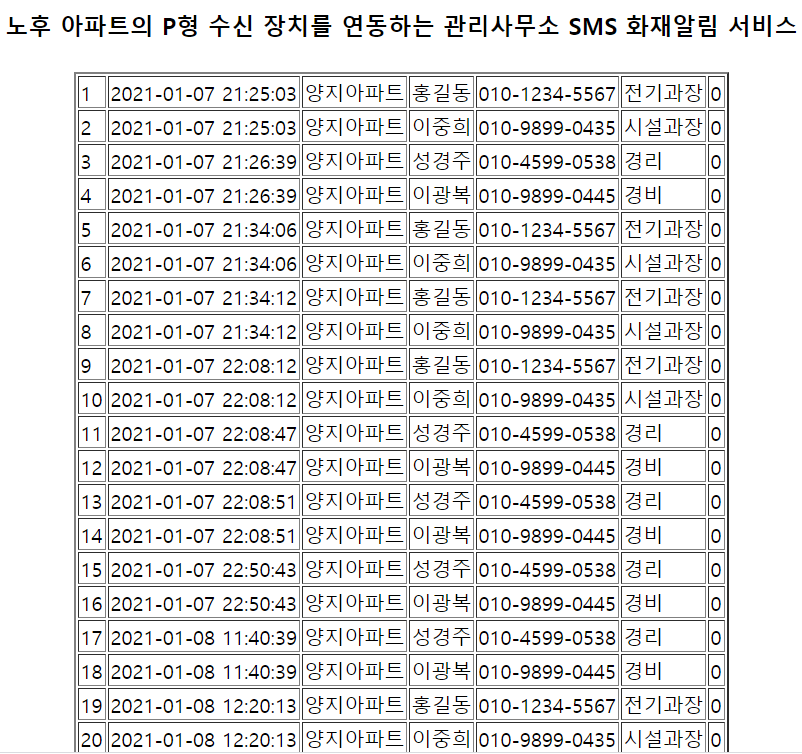 노후 아파트의 P형 수신 장치를 연동하는 관리사무소 SMS 화재알림 서비스
1 2021-01-07 21:25:03 양지아파트 홍길동 010-1234-5567 전기과장 0
2 2021-01-07 21:25:03 양지아파트 이중희 010-9899-0435 시설과장 0
3 2021-01-07 21:26:39 양지아파트 성경주 010-4599-0538 경리 0
4 2021-01-07 21:26:39 양지아파트 이광복 010-9899-0445 경비 0
5 2021-01-07 21:34:06 양지아파트 홍길동 010-1234-5567 전기과장 0
6 2021-01-07 21:34:06 양지아파트 이중희 010-9899-0435 시설과장 0
7 2021-01-07 21:34:12 양지아파트 홍길동 010-1234-5567 전기과장 0
8 2021-01-07 21:34:12 양지아파트 이중희 010-9899-0435 시설과장 0
9 2021-01-07 22:08:12 양지아파트 홍길동 010-1234-5567 전기과장 0
10 2021-01-07 22:08:12 양지아파트 이중희 010-9899-0435 시설과장 0
11 2021-01-07 22:08:47 양지아파트 성경주 010-4599-0538 경리 0
12 2021-01-07 22:08:47 양지아파트 이광복 010-9899-0445 경비 0
13 2021-01-07 22:08:51 양지아파트 성경주 010-4599-0538 경리 0
14 2021-01-07 22:08:51 양지아파트 이광복 010-9899-0445 경비 0
15 2021-01-07 22:50:43 양지아파트 성경주 010-4599-0538 경리 0
16 2021-01-07 22:50:43 양지아파트 이광복 010-9899-0445 경비 0
17 2021-01-08 11:40:39 양지아파트 성경주 010-4599-0538 경리 0
18 2021-01-08 11:40:39 양지아파트 이광복 010-9899-0445 경비 0
19 2021-01-08 12:20:13 양지아파트 홍길동 010-1234-5567 전기과장 0
20 2021-01-08 12:20:13 양지아파트 이중희 010-9899-0435 시설과장 0